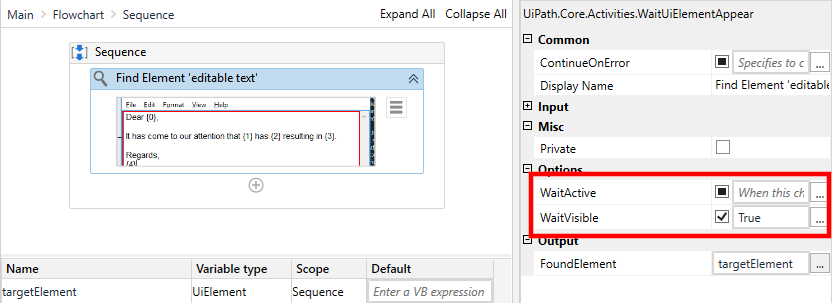 Main > Flowchart > Sequence
Expand All Collapse All
Sequence
Find Element 'editable text'
File Edit Format View Help
Dear {0},
It has come to our attention that {1} has {2} resulting in {3}.
Regards,
{4}
Name Variable type Scope Default
targetElement UiElement Sequence Enter a VB expression
UiPath.Core.Activities.WaitUiElementAppear
Common
ContinueOnError Specifies to c ...
Display Name Find Element 'editable
Input
Misc
Private
Options
WaitActive When this ch ...
WaitVisible True ...
Output
FoundElement targetElement ...